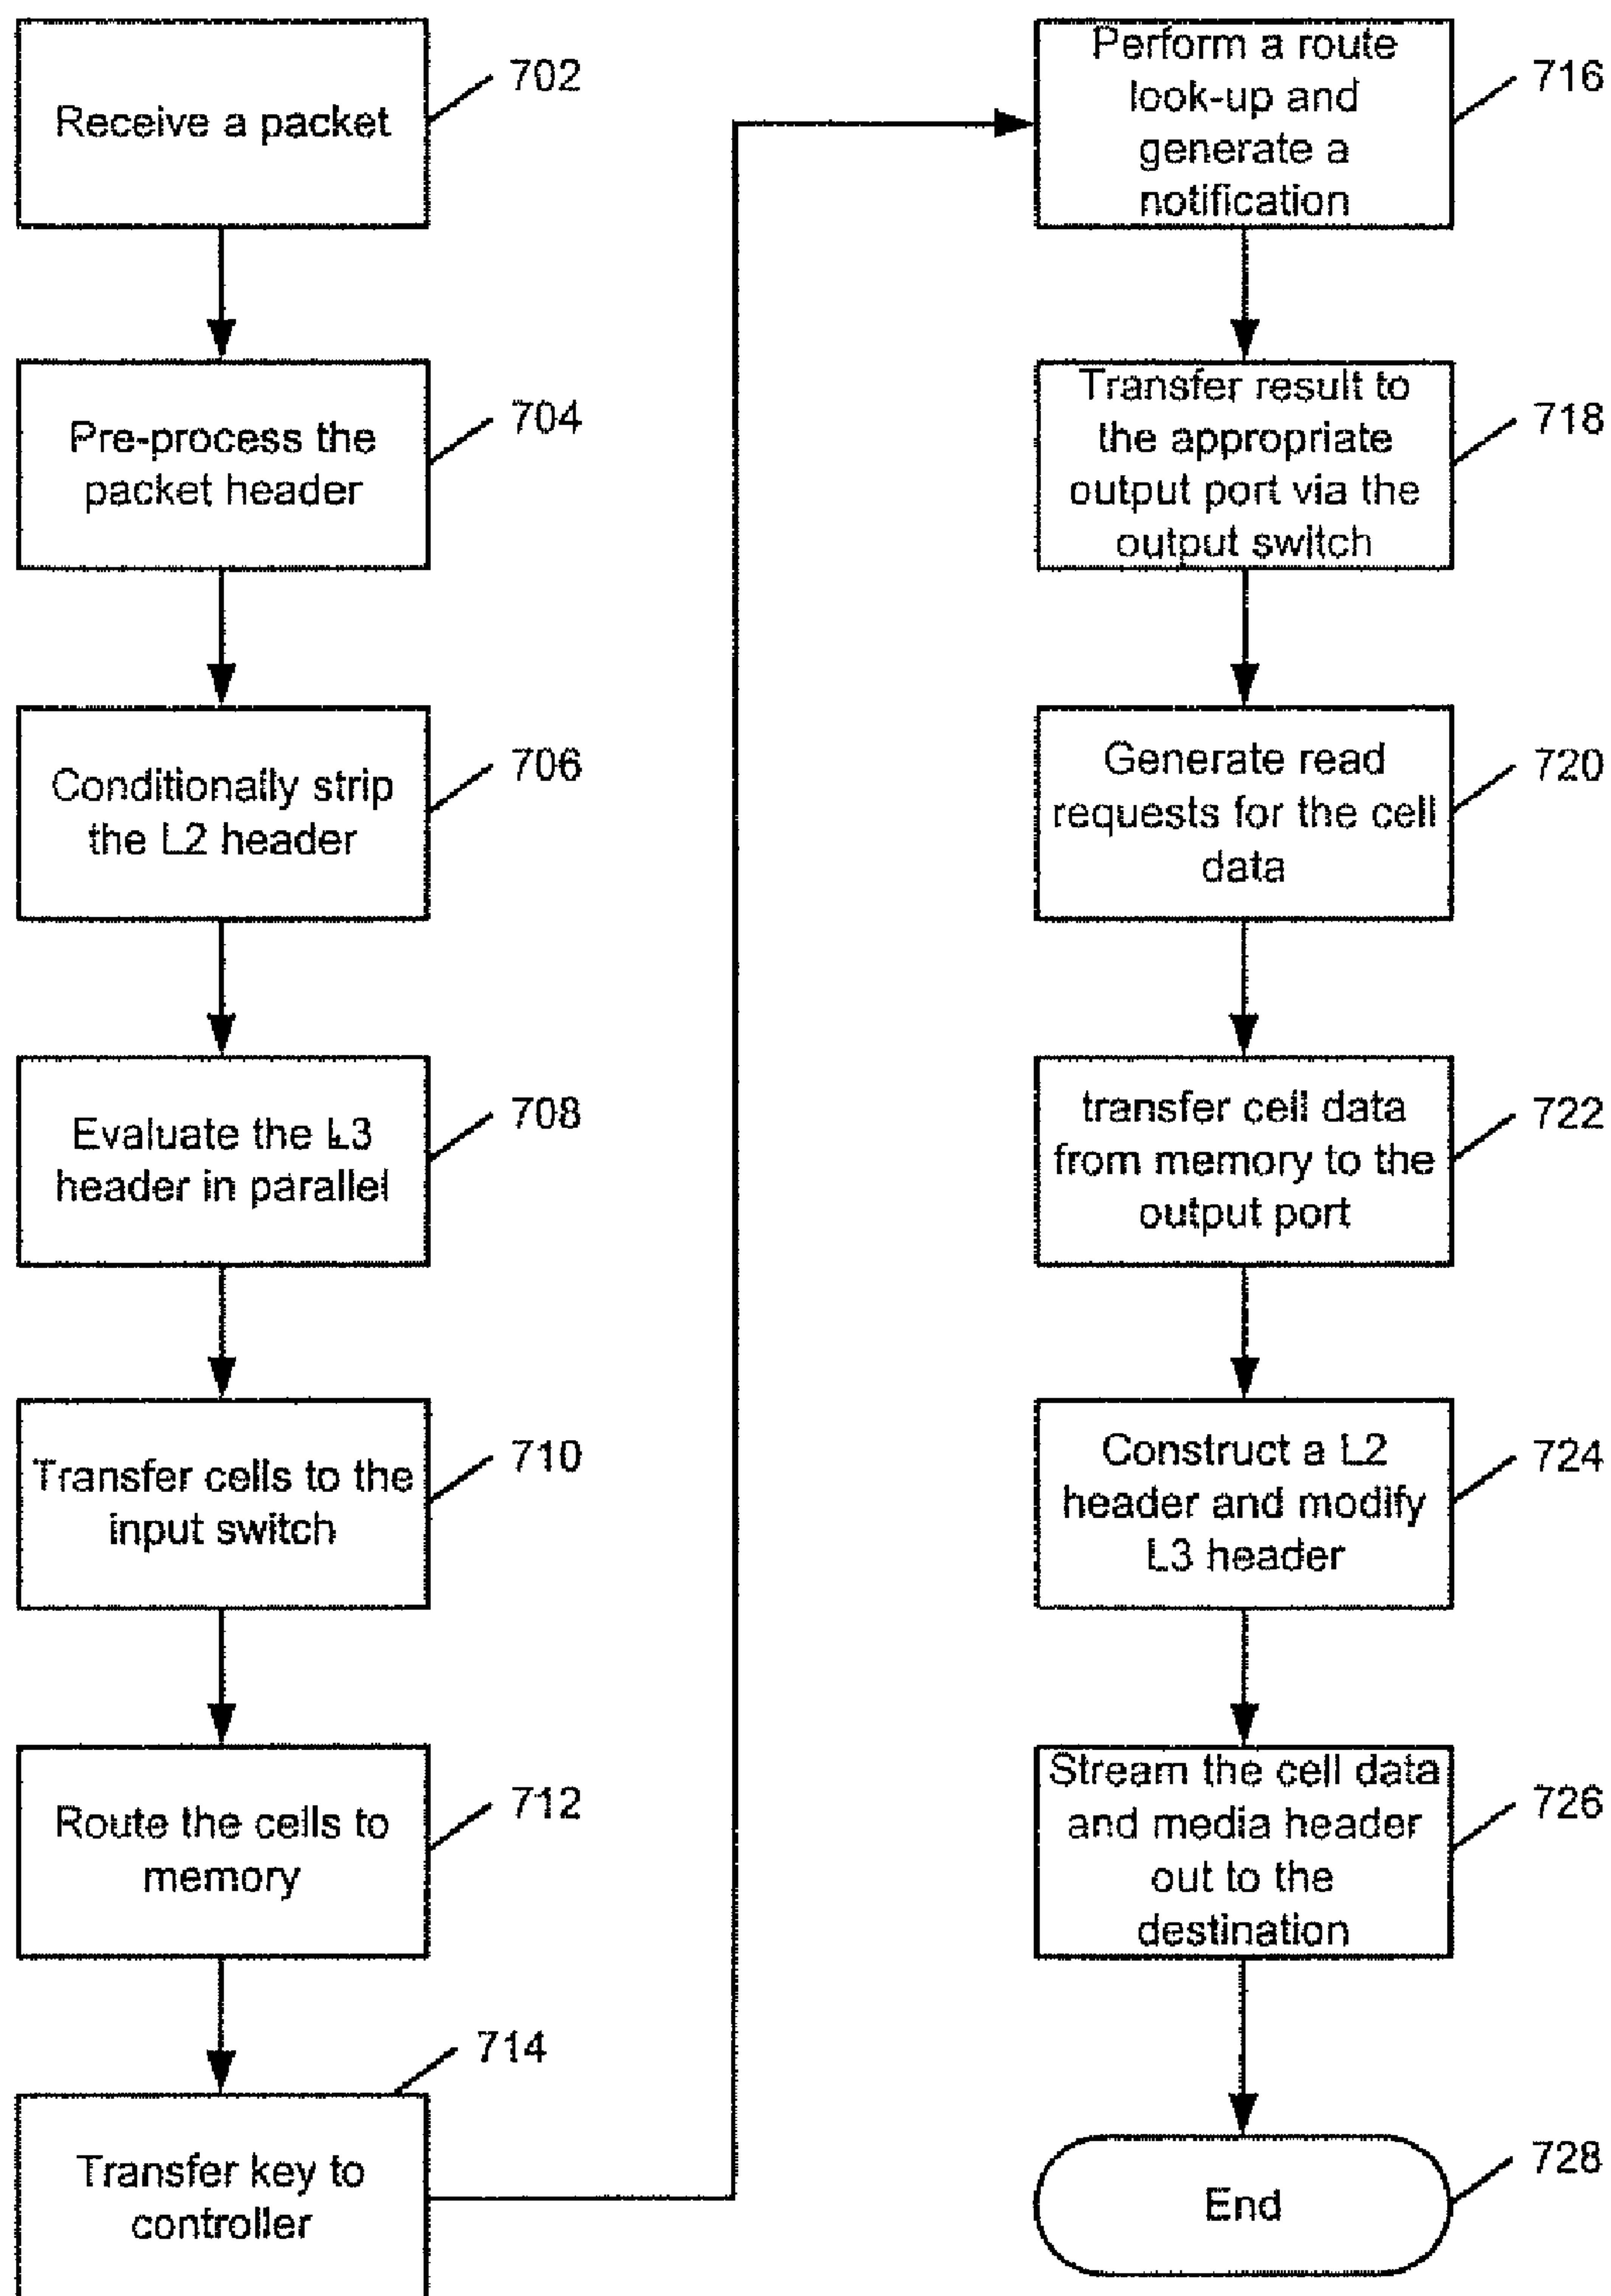 Receive a packet
702
Pre-process the
packet header
704
Conditionally strip
the L2 header
706
Evaluate the L3
header in parallel
708
Transfer cells to the
input switch
710
Route the cells to
memory
712
Transfer key to
controller
714
Perform a route
look-up and
generate a
notification
716
Transfer result to
the appropriate
output port via the
output switch
718
Generate read
requests for the cell
data
720
transfer cell data
from memory to the
output port
722
Construct a L2
header and modify
L3 header
724
Stream the cell data
and media header
out to the
destination
726
End
728